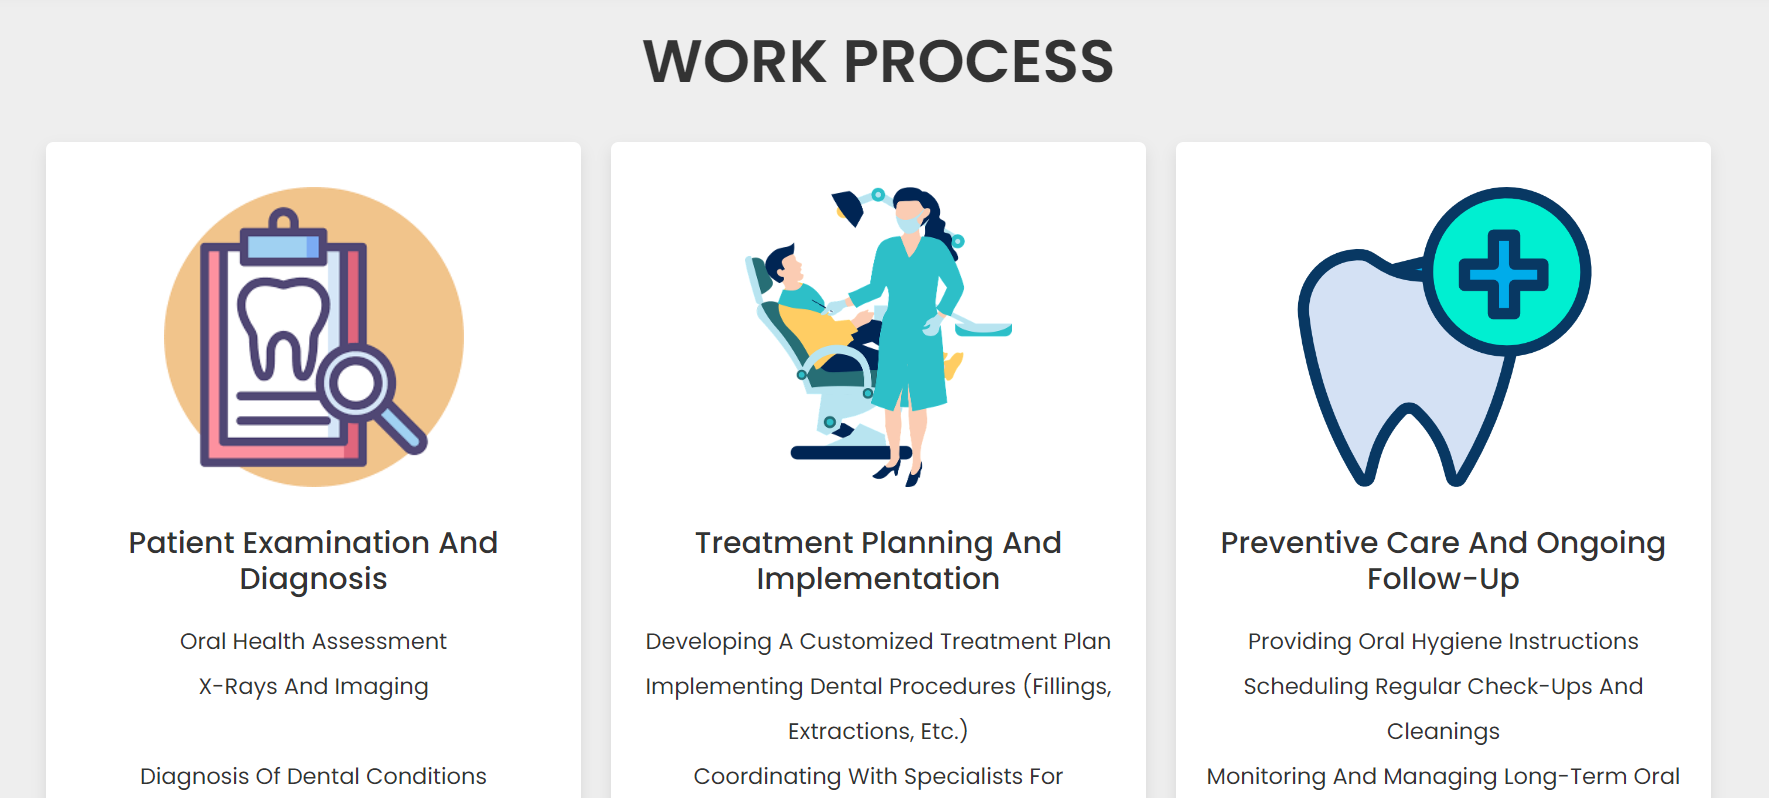 WORK PROCESS
Patient Examination And
Diagnosis
Oral Health Assessment
X-Rays And Imaging
Diagnosis Of Dental Conditions
Treatment Planning And
Implementation
Developing A Customized Treatment Plan
Implementing Dental Procedures (Fillings,
Extractions, Etc.)
Coordinating With Specialists For
Preventive Care And Ongoing
Follow-Up
Providing Oral Hygiene Instructions
Scheduling Regular Check-Ups And
Cleanings
Monitoring And Managing Long-Term Oral